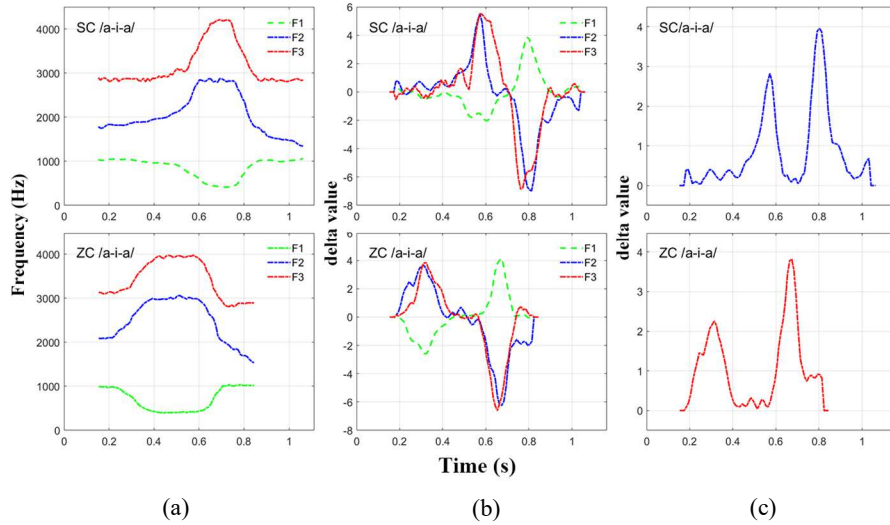 SC /a-i-a/
F1
F2
F3
4000
3000
2000
1000
0
0 0.2 0.4 0.6 0.8 1
Frequency (Hz)
ZC /a-i-a/
F1
F2
F3
4000
3000
2000
1000
0
0 0.2 0.4 0.6 0.8 1
SC /a-i-a/
F1
F2
F3
6
4
2
0
-2
-4
-6
-8
0 0.2 0.4 0.6 0.8 1
delta value
ZC /a-i-a/
F1
F2
F3
6
4
2
0
-2
-4
-6
-8
0 0.2 0.4 0.6 0.8 1
SC/a-i-a/
5
4
3
2
1
0
0 0.2 0.4 0.6 0.8 1
delta value
ZC /a-i-a/
4
3
2
1
0
0 0.2 0.4 0.6 0.8 1
Time (s)
(a) (b) (c)